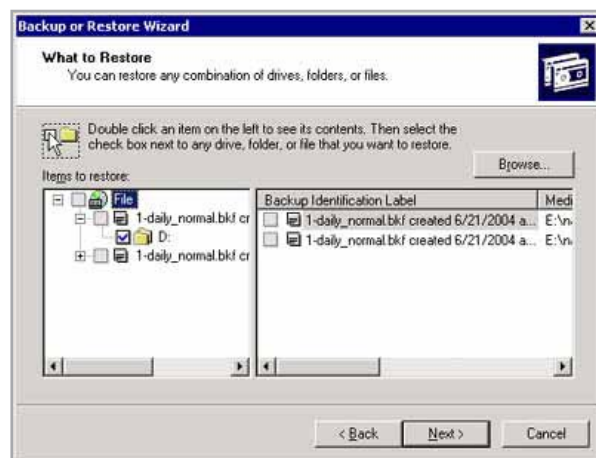 Backup or Restore Wizard
What to Restore
You can restore any combination of drives, folders, or files.
Double click an item on the left to see its contents. Then select the
check box next to any drive, folder, or file that you want to restore.
Browse...
Items to restore:
File
1-daily_normal.bkf cr
D:
1-daily_normal.bkf cr
Backup Identification Label
Medi
1-daily_normal.bkf created 6/21/2004 a...
E:\n
1-daily_normal.bkf created 6/21/2004 a...
E:\n
< Back
Next >
Cancel